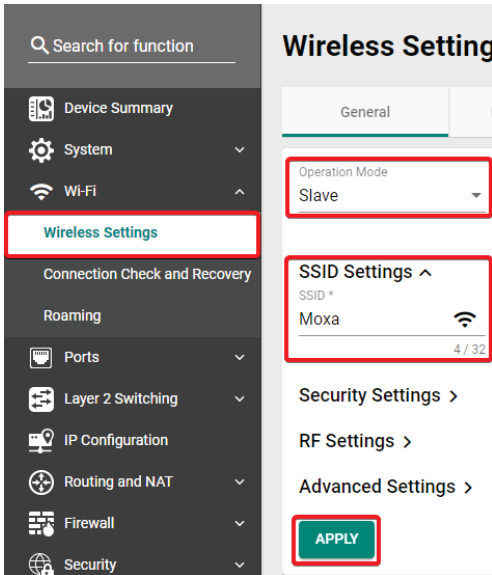 Search for function
Device Summary
System
Wi-Fi
Wireless Settings
Connection Check and Recovery
Roaming
Ports
Layer 2 Switching
IP Configuration
Routing and NAT
Firewall
Security
Wireless Setting
General
Operation Mode
Slave
SSID Settings
SSID *
Moxa
4 / 32
Security Settings
RF Settings
Advanced Settings
APPLY